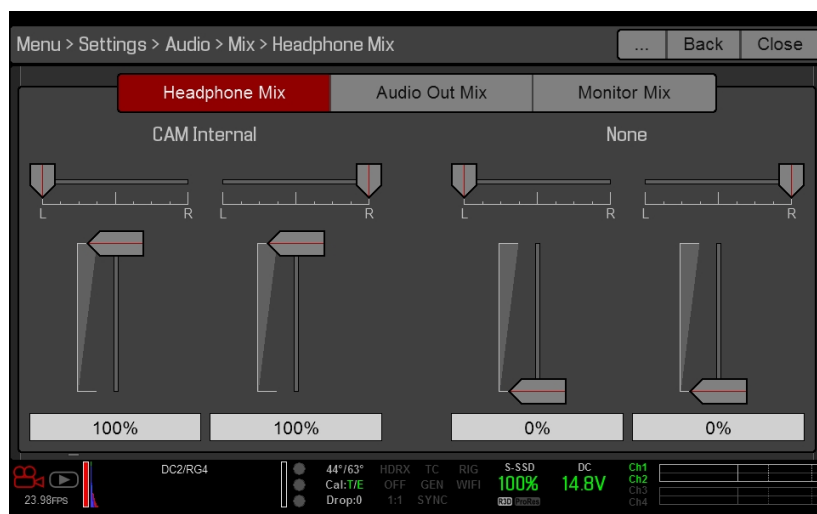 Menu > Settings > Audio > Mix > Headphone Mix ... Back Close
Headphone Mix Audio Out Mix Monitor Mix
CAM Internal None
L R L R L R L R
100% 100% 0% 0%
DC2/RG4 44°/63° HDRX TC RIG S-SSD DC Ch1
Cal:T/E OFF GEN WIFI 100% 14.8V Ch2
Ch3
23.98FPS Drop:0 1:1 SYNC R3D ProRes Ch4